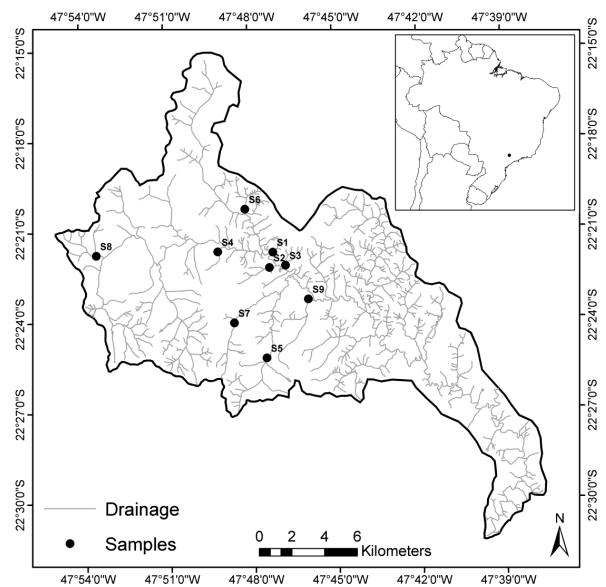 47°54'0"W 47°51'0"W 47°48'0"W 47°45'0"W 47°42'0"W 47°39'0"W
22°15'0"S 22°15'0"S
22°18'0"S 22°18'0"S
S6
22°21'0"S 22°21'0"S
S8 S4 S1
S2 S3
S9
22°24'0"S S7 22°24'0"S
S5
22°27'0"S 22°27'0"S
22°30'0"S 22°30'0"S
Drainage
Samples
0 2 4 6
Kilometers
N
47°54'0"W 47°51'0"W 47°48'0"W 47°45'0"W 47°42'0"W 47°39'0"W